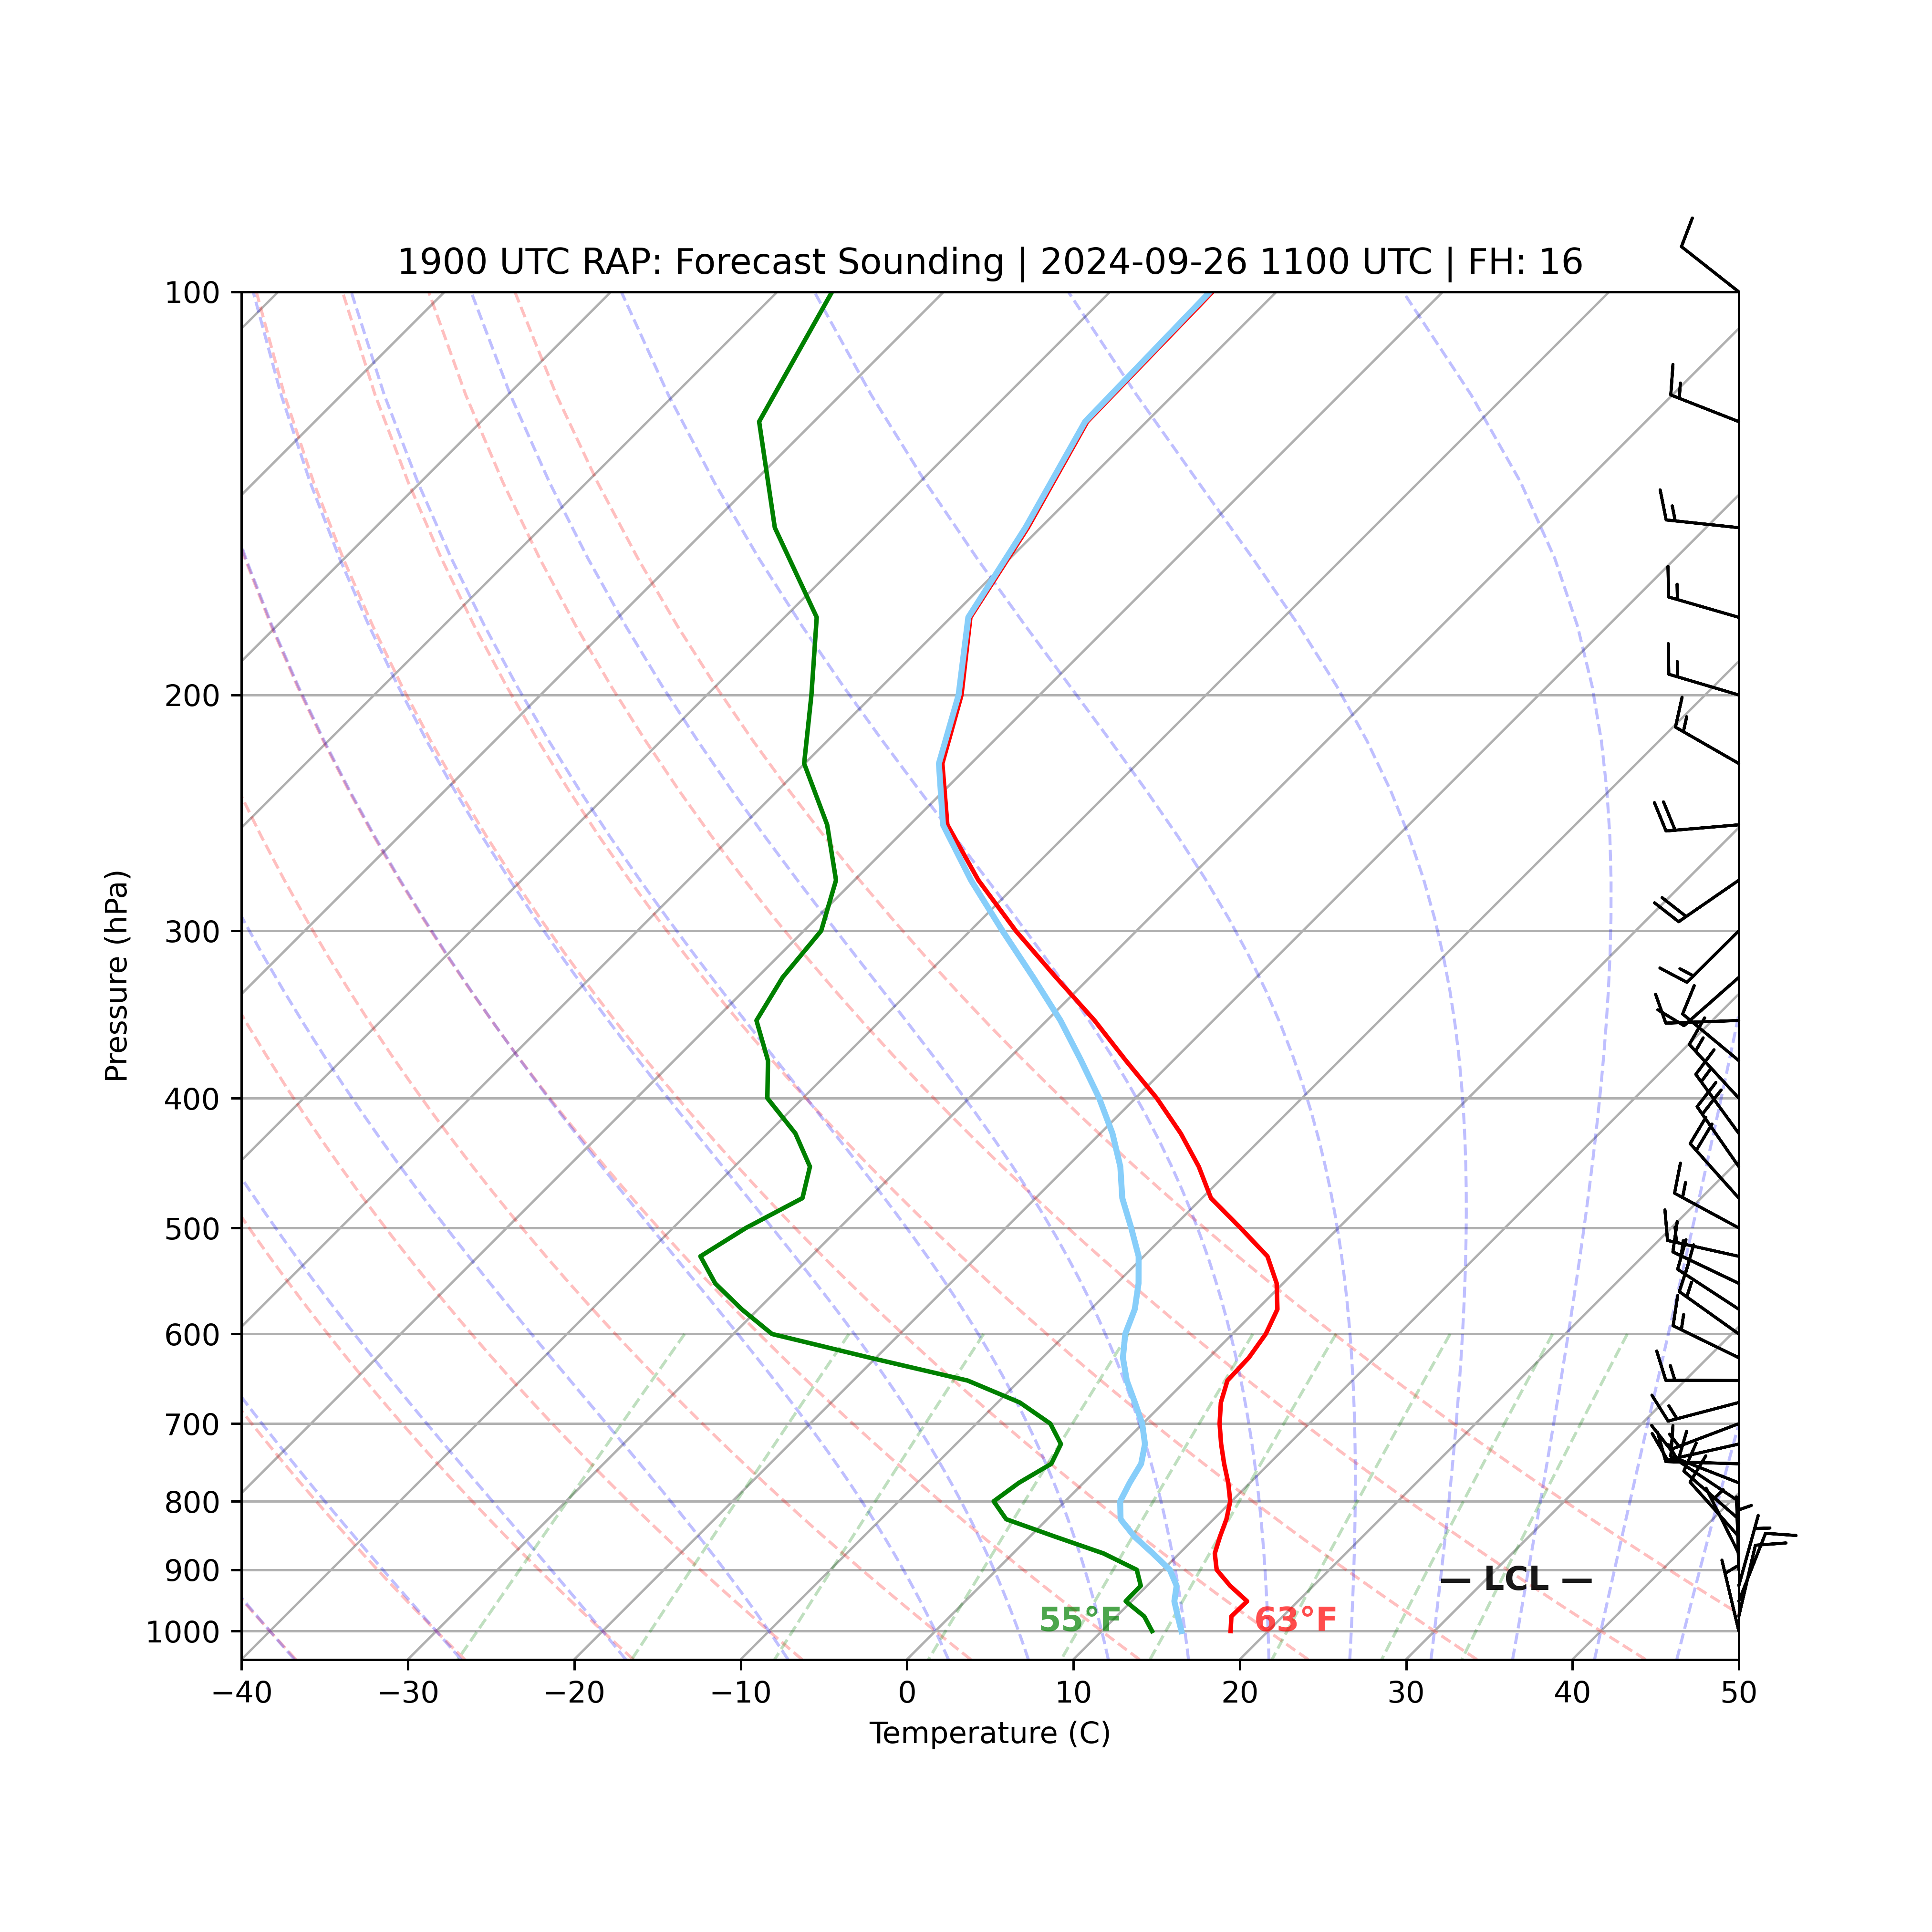 1900 UTC RAP: Forecast Sounding | 2024-09-26 1100 UTC | FH: 16
100
200
300
400
500
600
700
800
900
1000
Pressure (hPa)
— LCL —
55°F
63°F
−40 −30 −20 −10 0 10 20 30 40 50
Temperature (C)